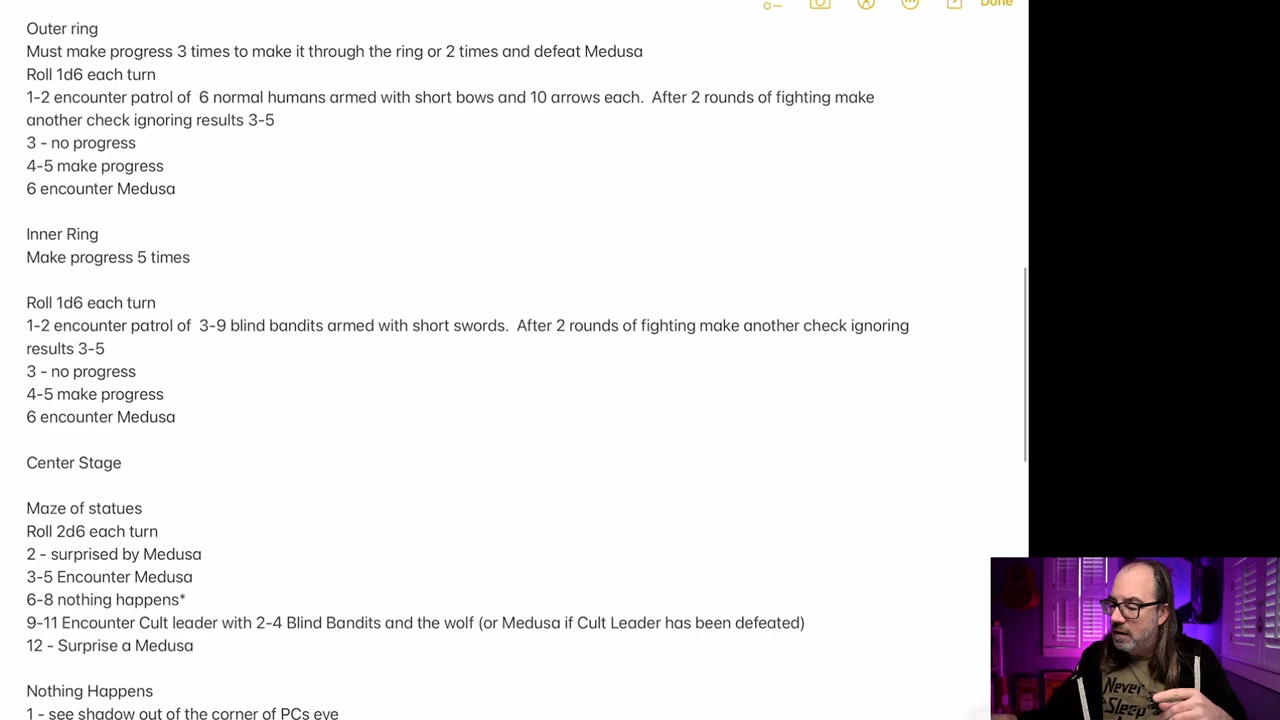 Done
Outer ring
Must make progress 3 times to make it through the ring or 2 times and defeat Medusa
Roll 1d6 each turn
1-2 encounter patrol of  6 normal humans armed with short bows and 10 arrows each.  After 2 rounds of fighting make
another check ignoring results 3-5
3 - no progress
4-5 make progress
6 encounter Medusa
Inner Ring
Make progress 5 times
Roll 1d6 each turn
1-2 encounter patrol of  3-9 blind bandits armed with short swords.  After 2 rounds of fighting make another check ignoring
results 3-5
3 - no progress
4-5 make progress
6 encounter Medusa
Center Stage
Maze of statues
Roll 2d6 each turn
2 - surprised by Medusa
3-5 Encounter Medusa
6-8 nothing happens*
9-11 Encounter Cult leader with 2-4 Blind Bandits and the wolf (or Medusa if Cult Leader has been defeated)
12 - Surprise a Medusa
Nothing Happens
1 - see shadow out of the corner of PCs eye
Never
Sleep